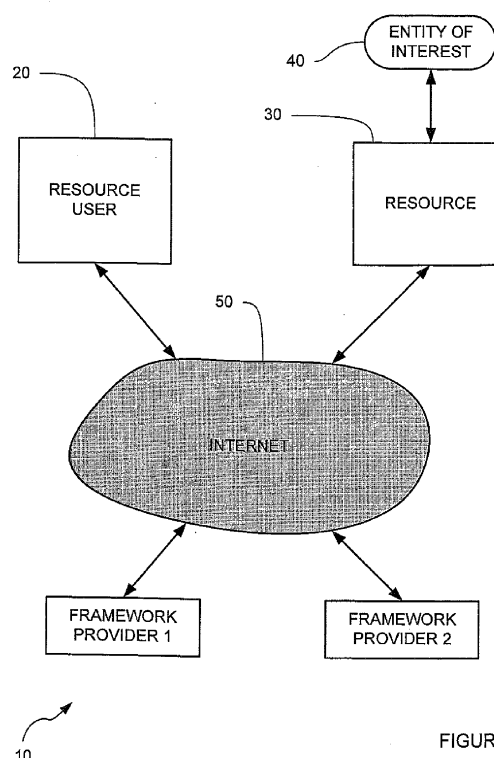 ENTITY OF
INTEREST
40
20
30
RESOURCE
USER
RESOURCE
50
INTERNET
FRAMEWORK
PROVIDER 1
FRAMEWORK
PROVIDER 2
10
FIGUR